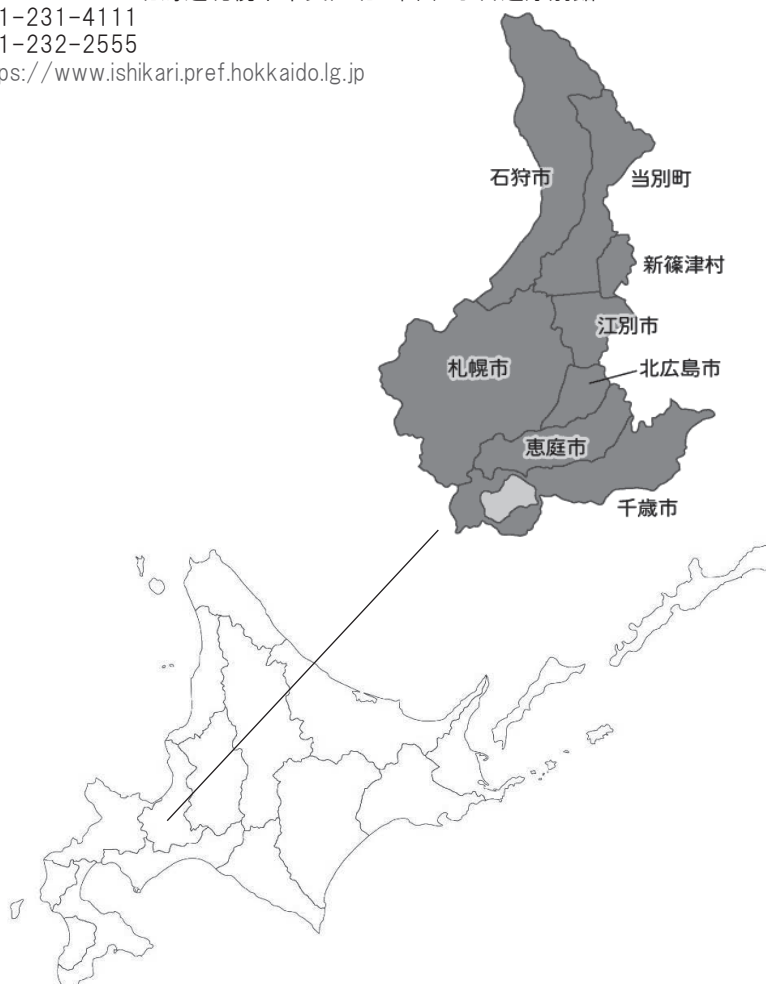 1-231-4111
1-232-2555
ps://www.ishikari.pref.hokkaido.lg.jp
石狩市
当別町
新篠津村
江別市
札幌市
北広島市
恵庭市
千歳市